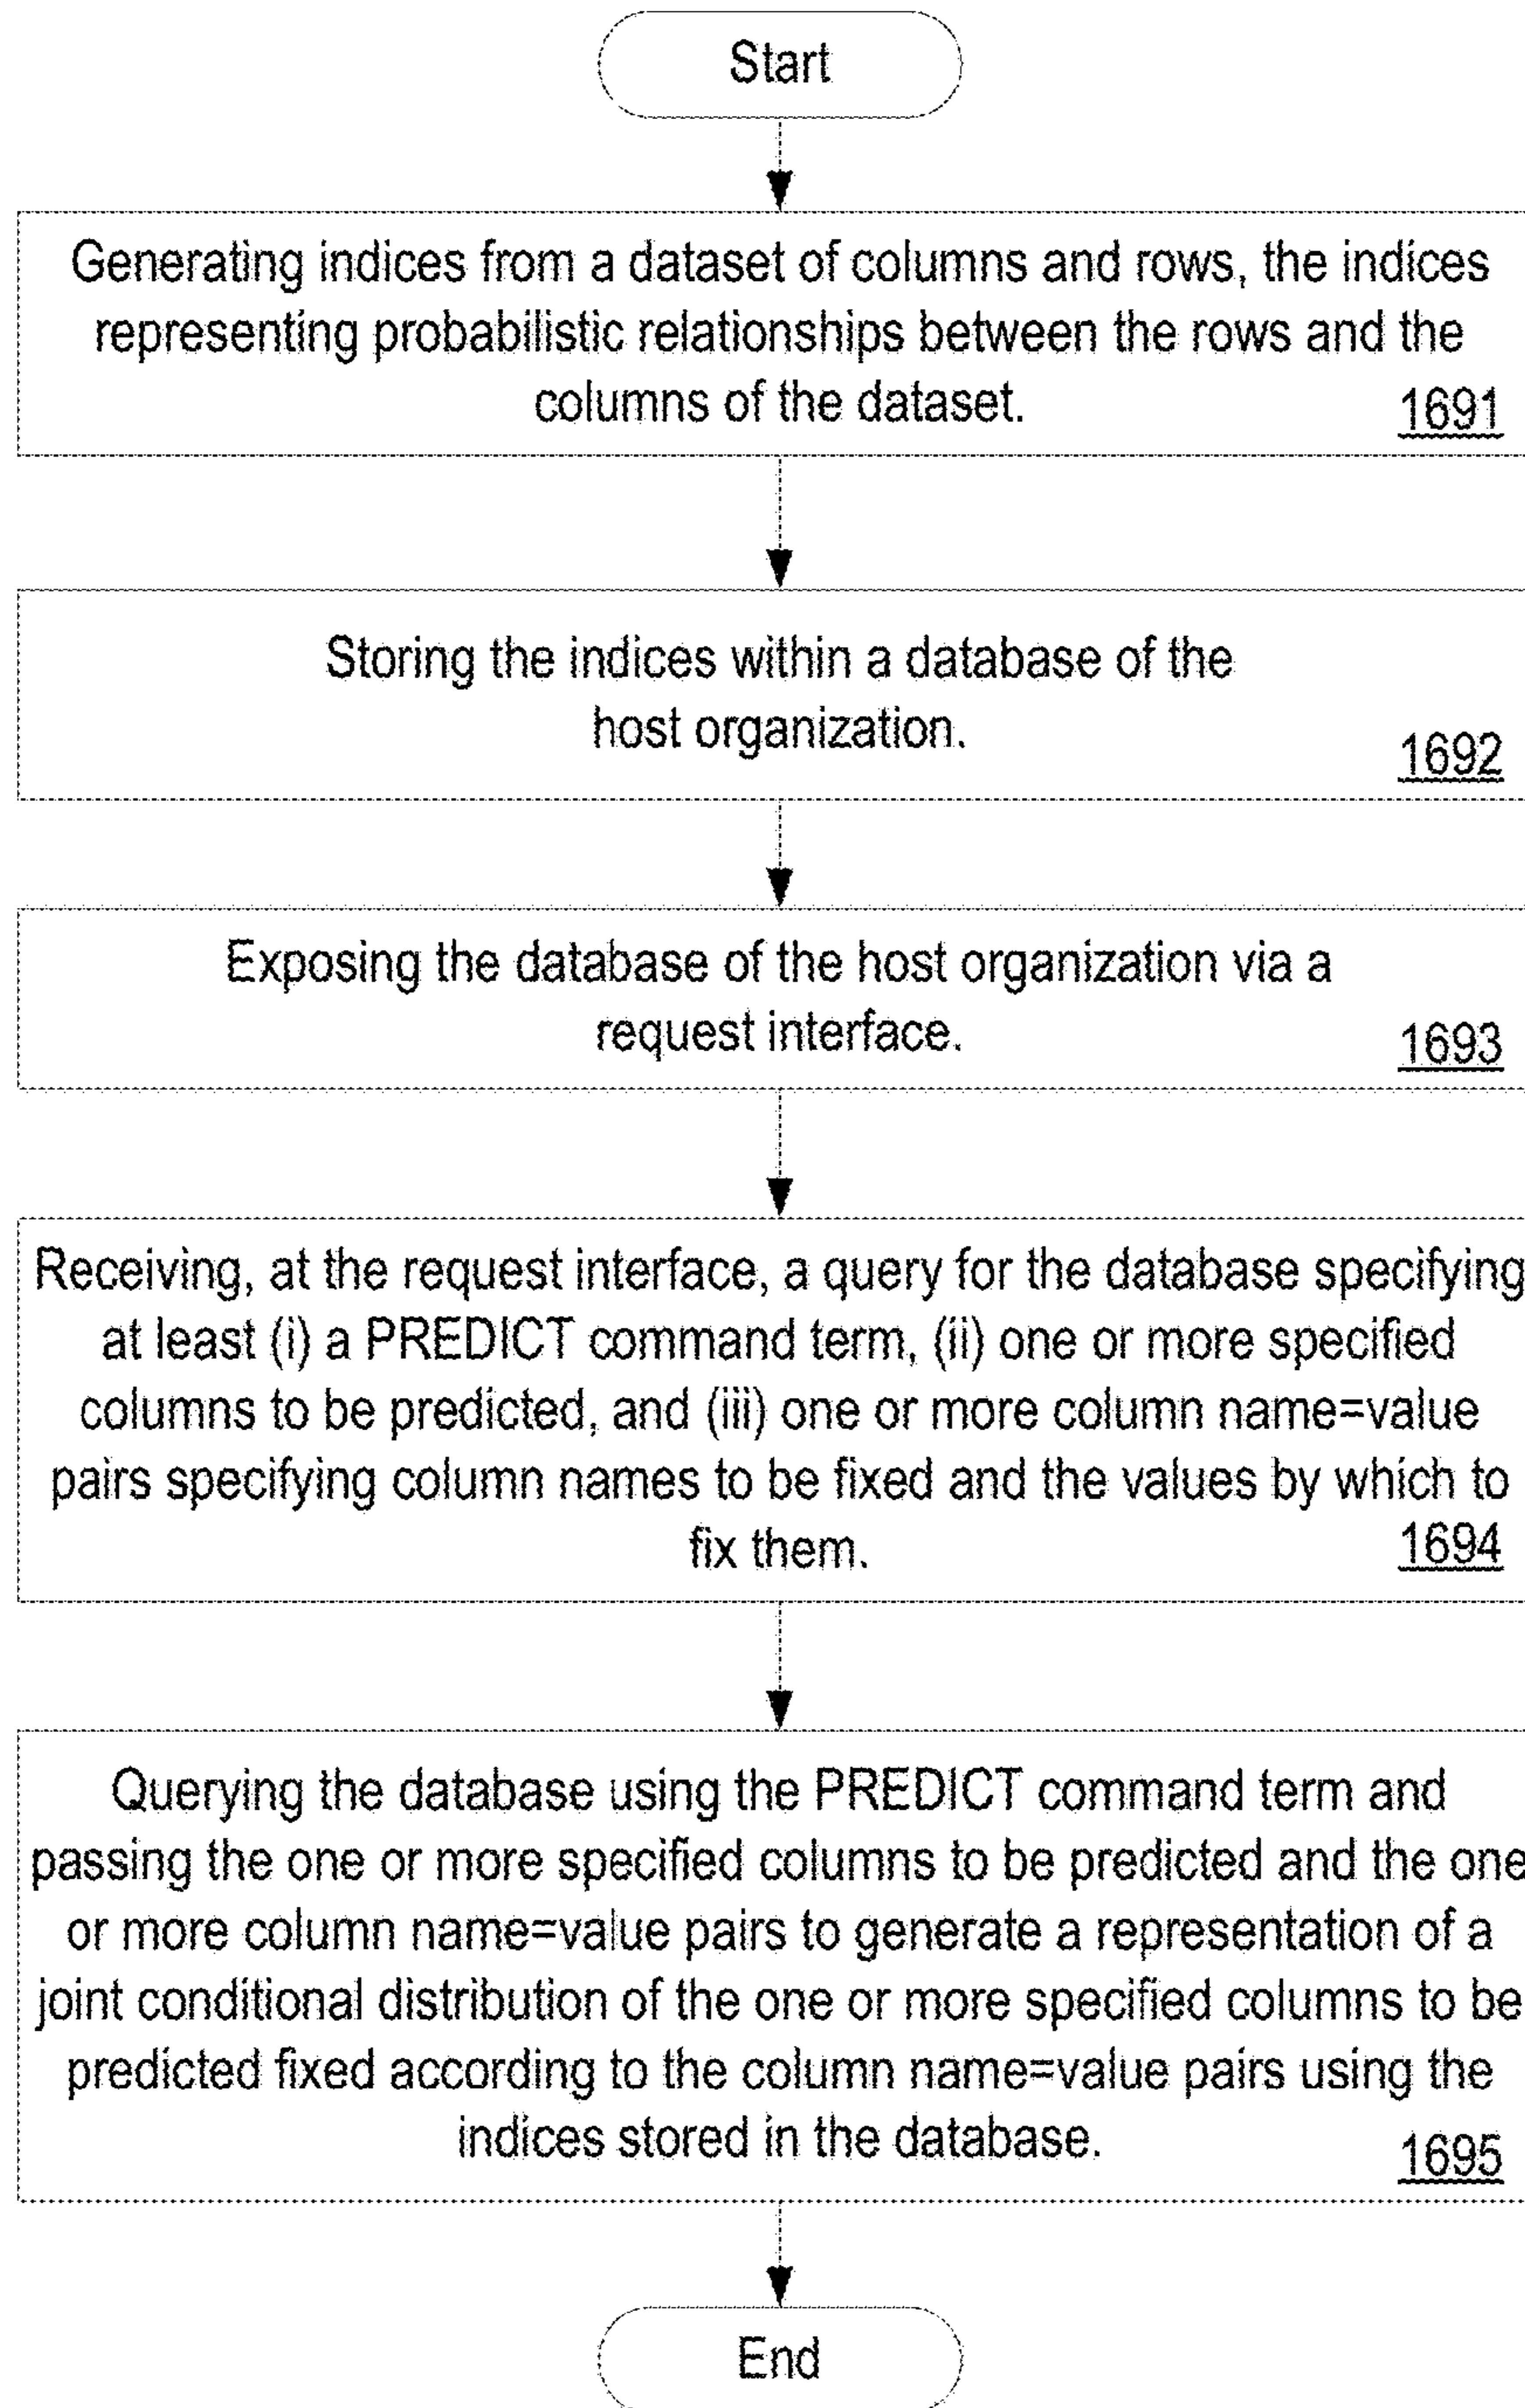 Start
Generating indices from a dataset of columns and rows, the indices
representing probabilistic relationships between the rows and the
columns of the dataset.
1691
Storing the indices within a database of the
host organization.
1692
Exposing the database of the host organization via a
request interface.
1693
Receiving, at the request interface, a query for the database specifying
at least (i) a PREDICT command term, (ii) one or more specified
columns to be predicted, and (iii) one or more column name=value
pairs specifying column names to be fixed and the values by which to
fix them.
1694
Querying the database using the PREDICT command term and
passing the one or more specified columns to be predicted and the one
or more column name=value pairs to generate a representation of a
joint conditional distribution of the one or more specified columns to be
predicted fixed according to the column name=value pairs using the
indices stored in the database.
1695
End